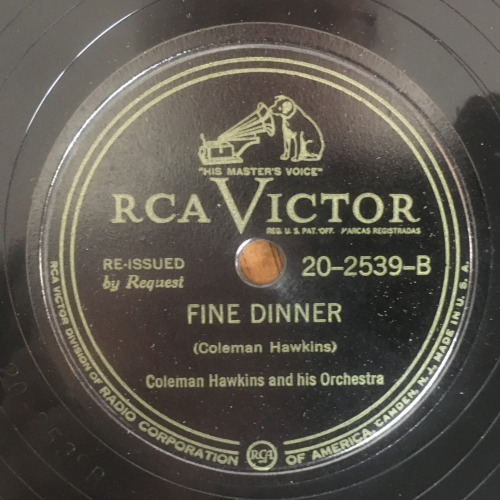 "HIS MASTER'S VOICE"
RCA VICTOR
REG. U. S. PAT. OFF. MARCAS REGISTRADAS
RE-ISSUED
by Request
20-2539-B
FINE DINNER
(Coleman Hawkins)
Coleman Hawkins and his Orchestra
RCA VICTOR DIVISION OF RADIO CORPORATION OF AMERICA, CAMDEN, N. J. MADE IN U. S. A.
RCA